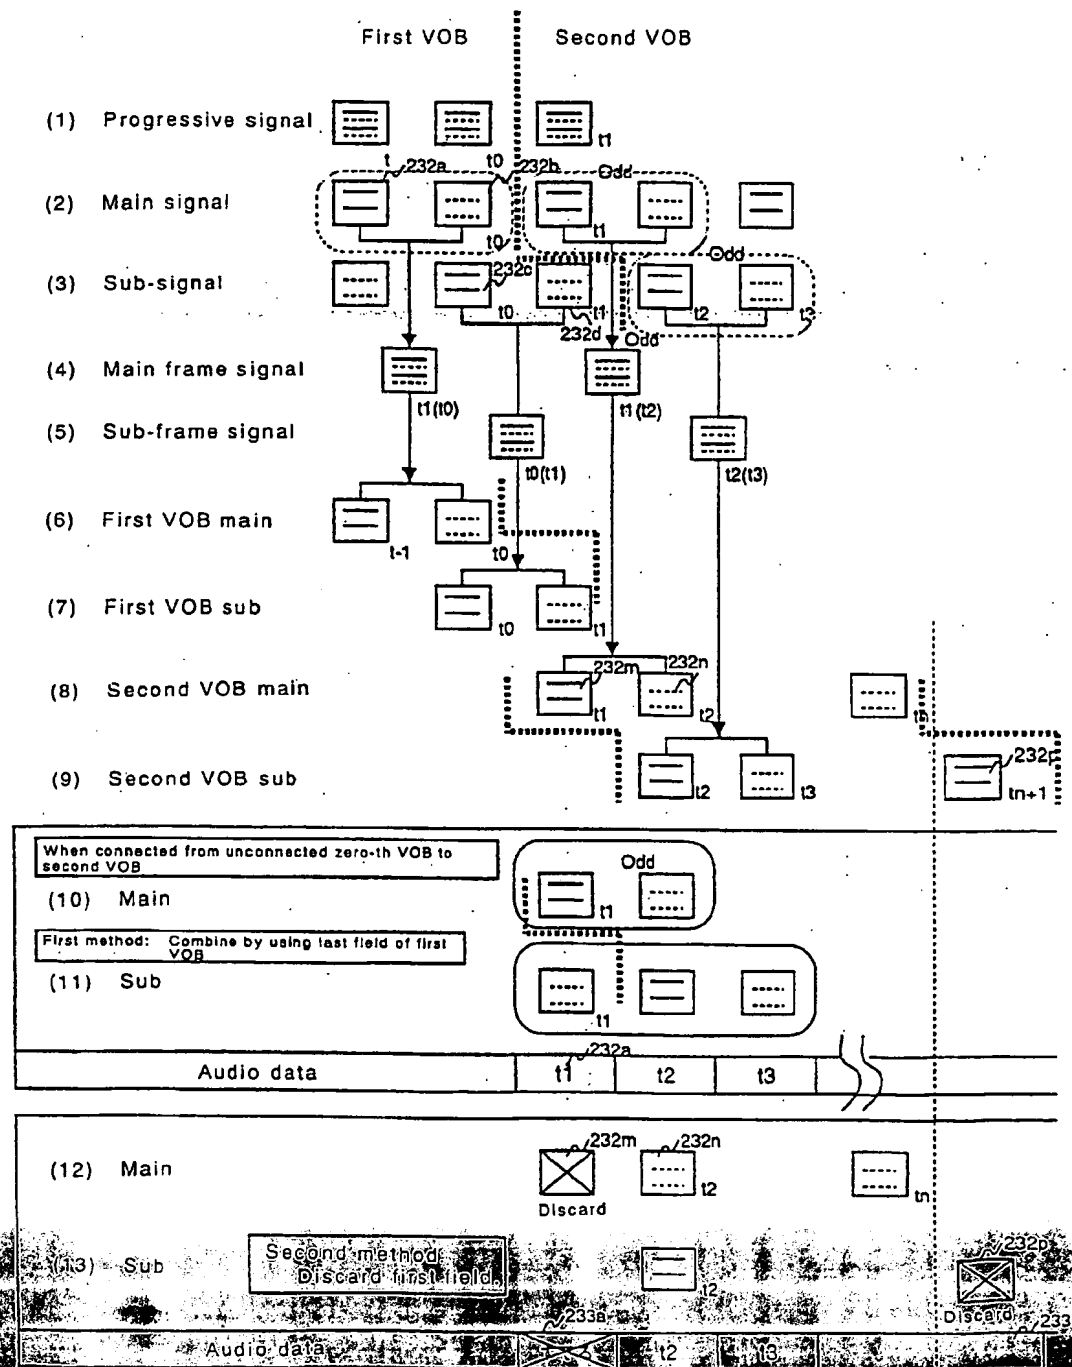 First VOB Second VOB
(1) Progressive signal
t1
t 232a t0 232b Odd
(2) Main signal
t0 t1
Odd
(3) Sub-signal
232c
t0 t1 t2 t3
232d Odd
(4) Main frame signal
t1(t0) t1(t2)
(5) Sub-frame signal
t0(t1) t2(t3)
(6) First VOB main
t-1 t0
(7) First VOB sub
t0 t1
232m 232n
(8) Second VOB main
t1 t2
232p
(9) Second VOB sub
t2 t3 tn+1
When connected from unconnected zero-th VOB to
second VOB
Odd
(10) Main
t1
First method: Combine by using last field of first
VOB
(11) Sub
t1
232a
Audio data t1 t2 t3
232m 232n
(12) Main
t2 tn
Discard
232p
(13) Sub
Second method
Discard first field
t2
Discard
233a 233
Audio data t2 t3